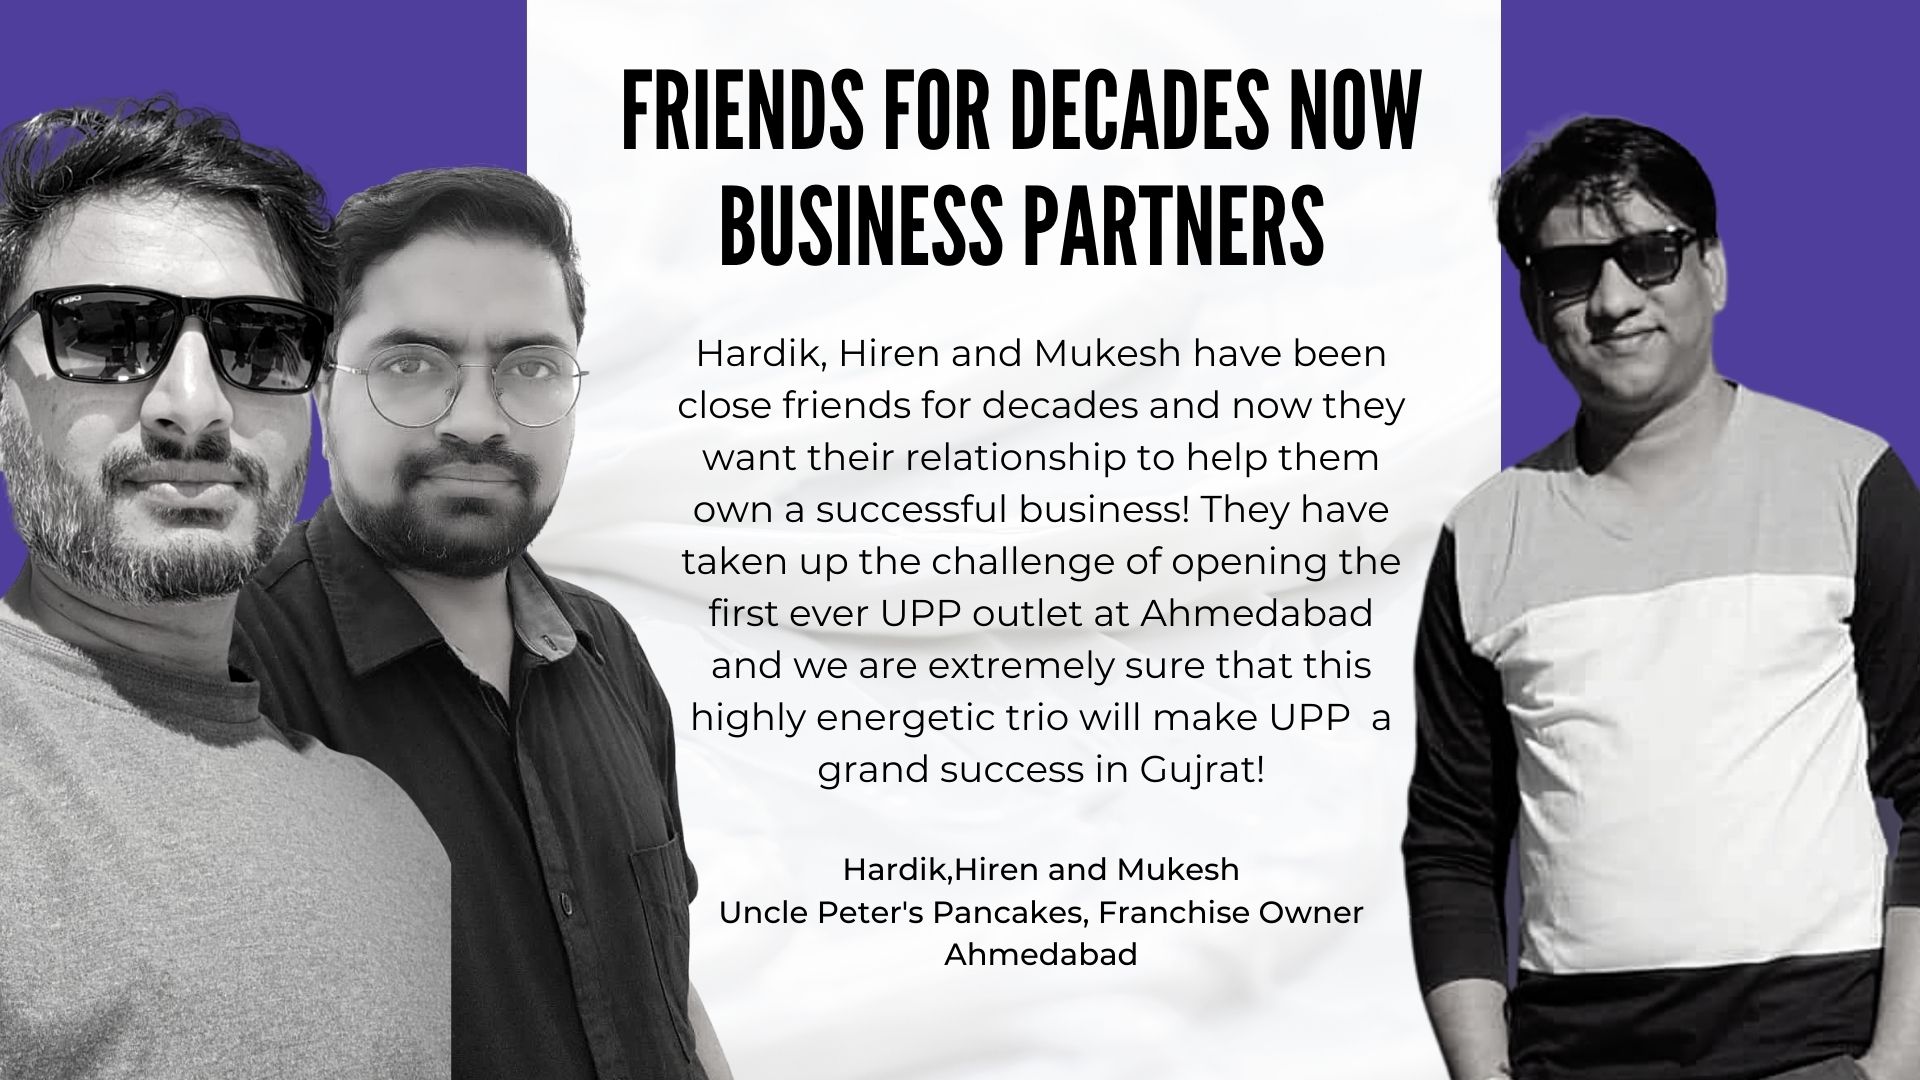 FRIENDS FOR DECADES NOW
BUSINESS PARTNERS
Hardik, Hiren and Mukesh have been
close friends for decades and now they
want their relationship to help them
own a successful business! They have
taken up the challenge of opening the
first ever UPP outlet at Ahmedabad
and we are extremely sure that this
highly energetic trio will make UPP  a
grand success in Gujrat!
Hardik,Hiren and Mukesh
Uncle Peter's Pancakes, Franchise Owner
Ahmedabad